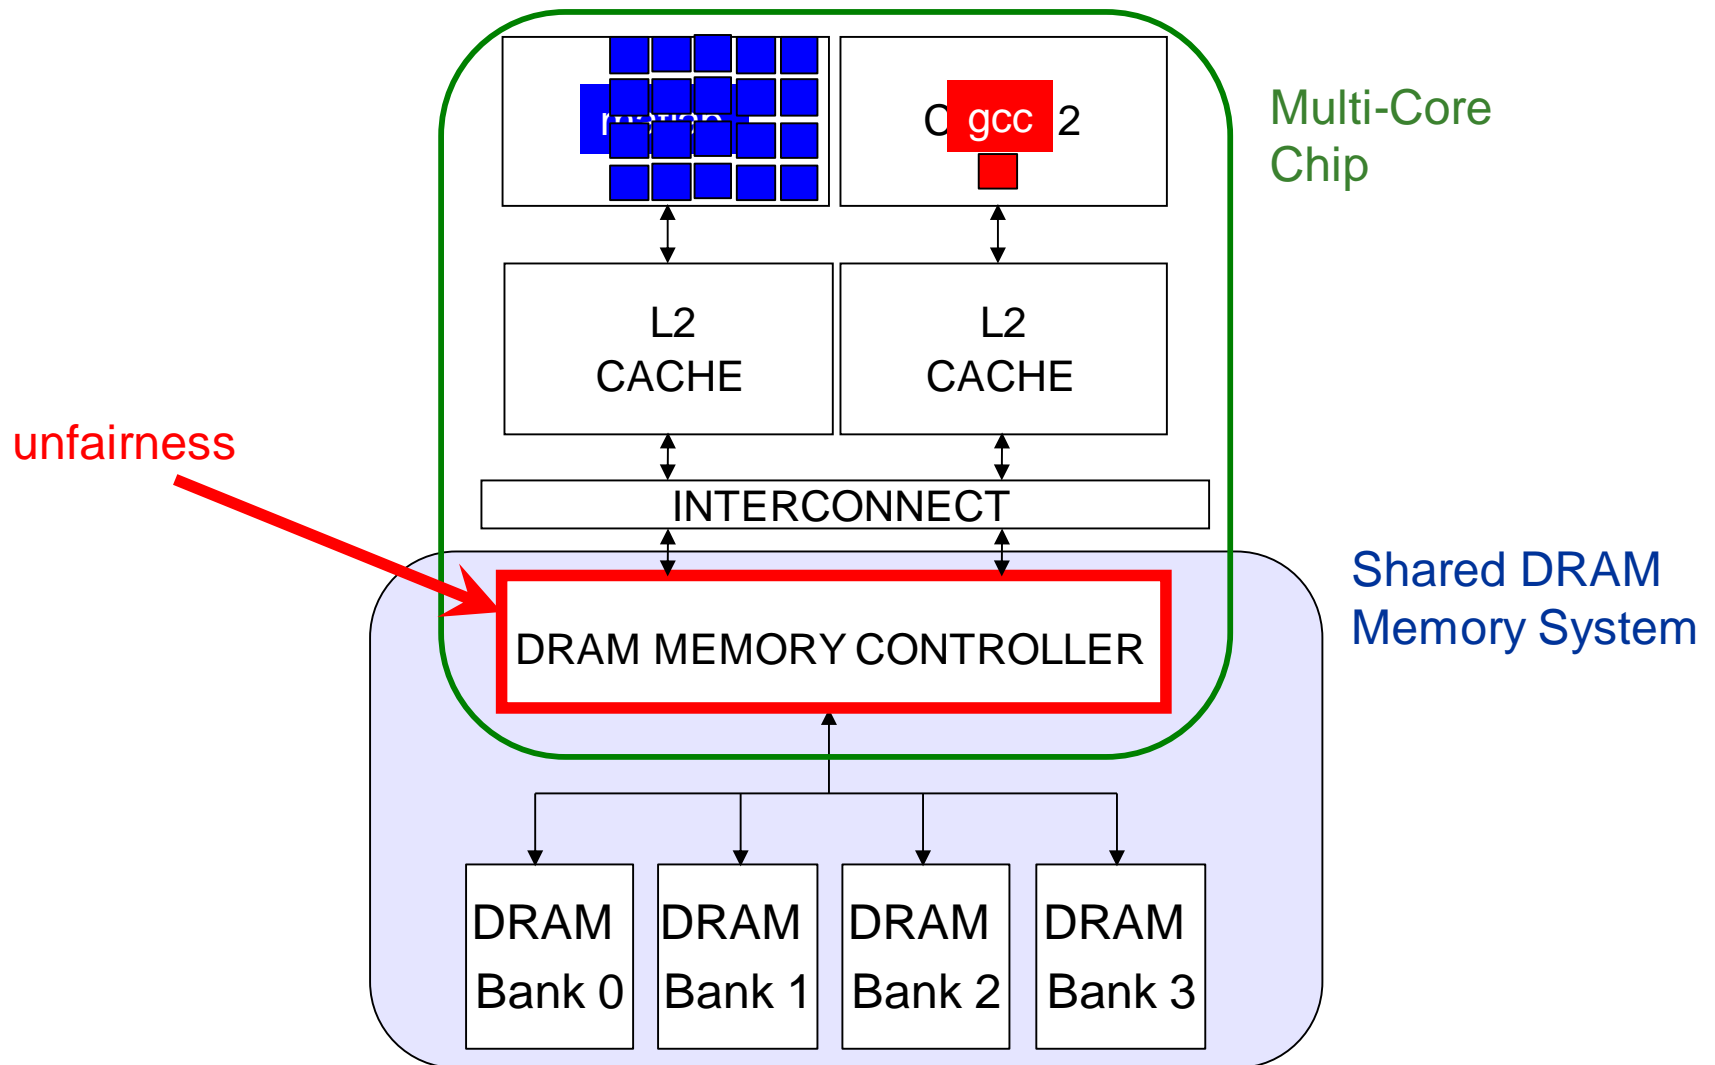 gcc
C 2
Multi-Core
Chip
L2
CACHE
L2
CACHE
unfairness
INTERCONNECT
Shared DRAM
Memory System
DRAM MEMORY CONTROLLER
DRAM
Bank 0
DRAM
Bank 1
DRAM
Bank 2
DRAM
Bank 3